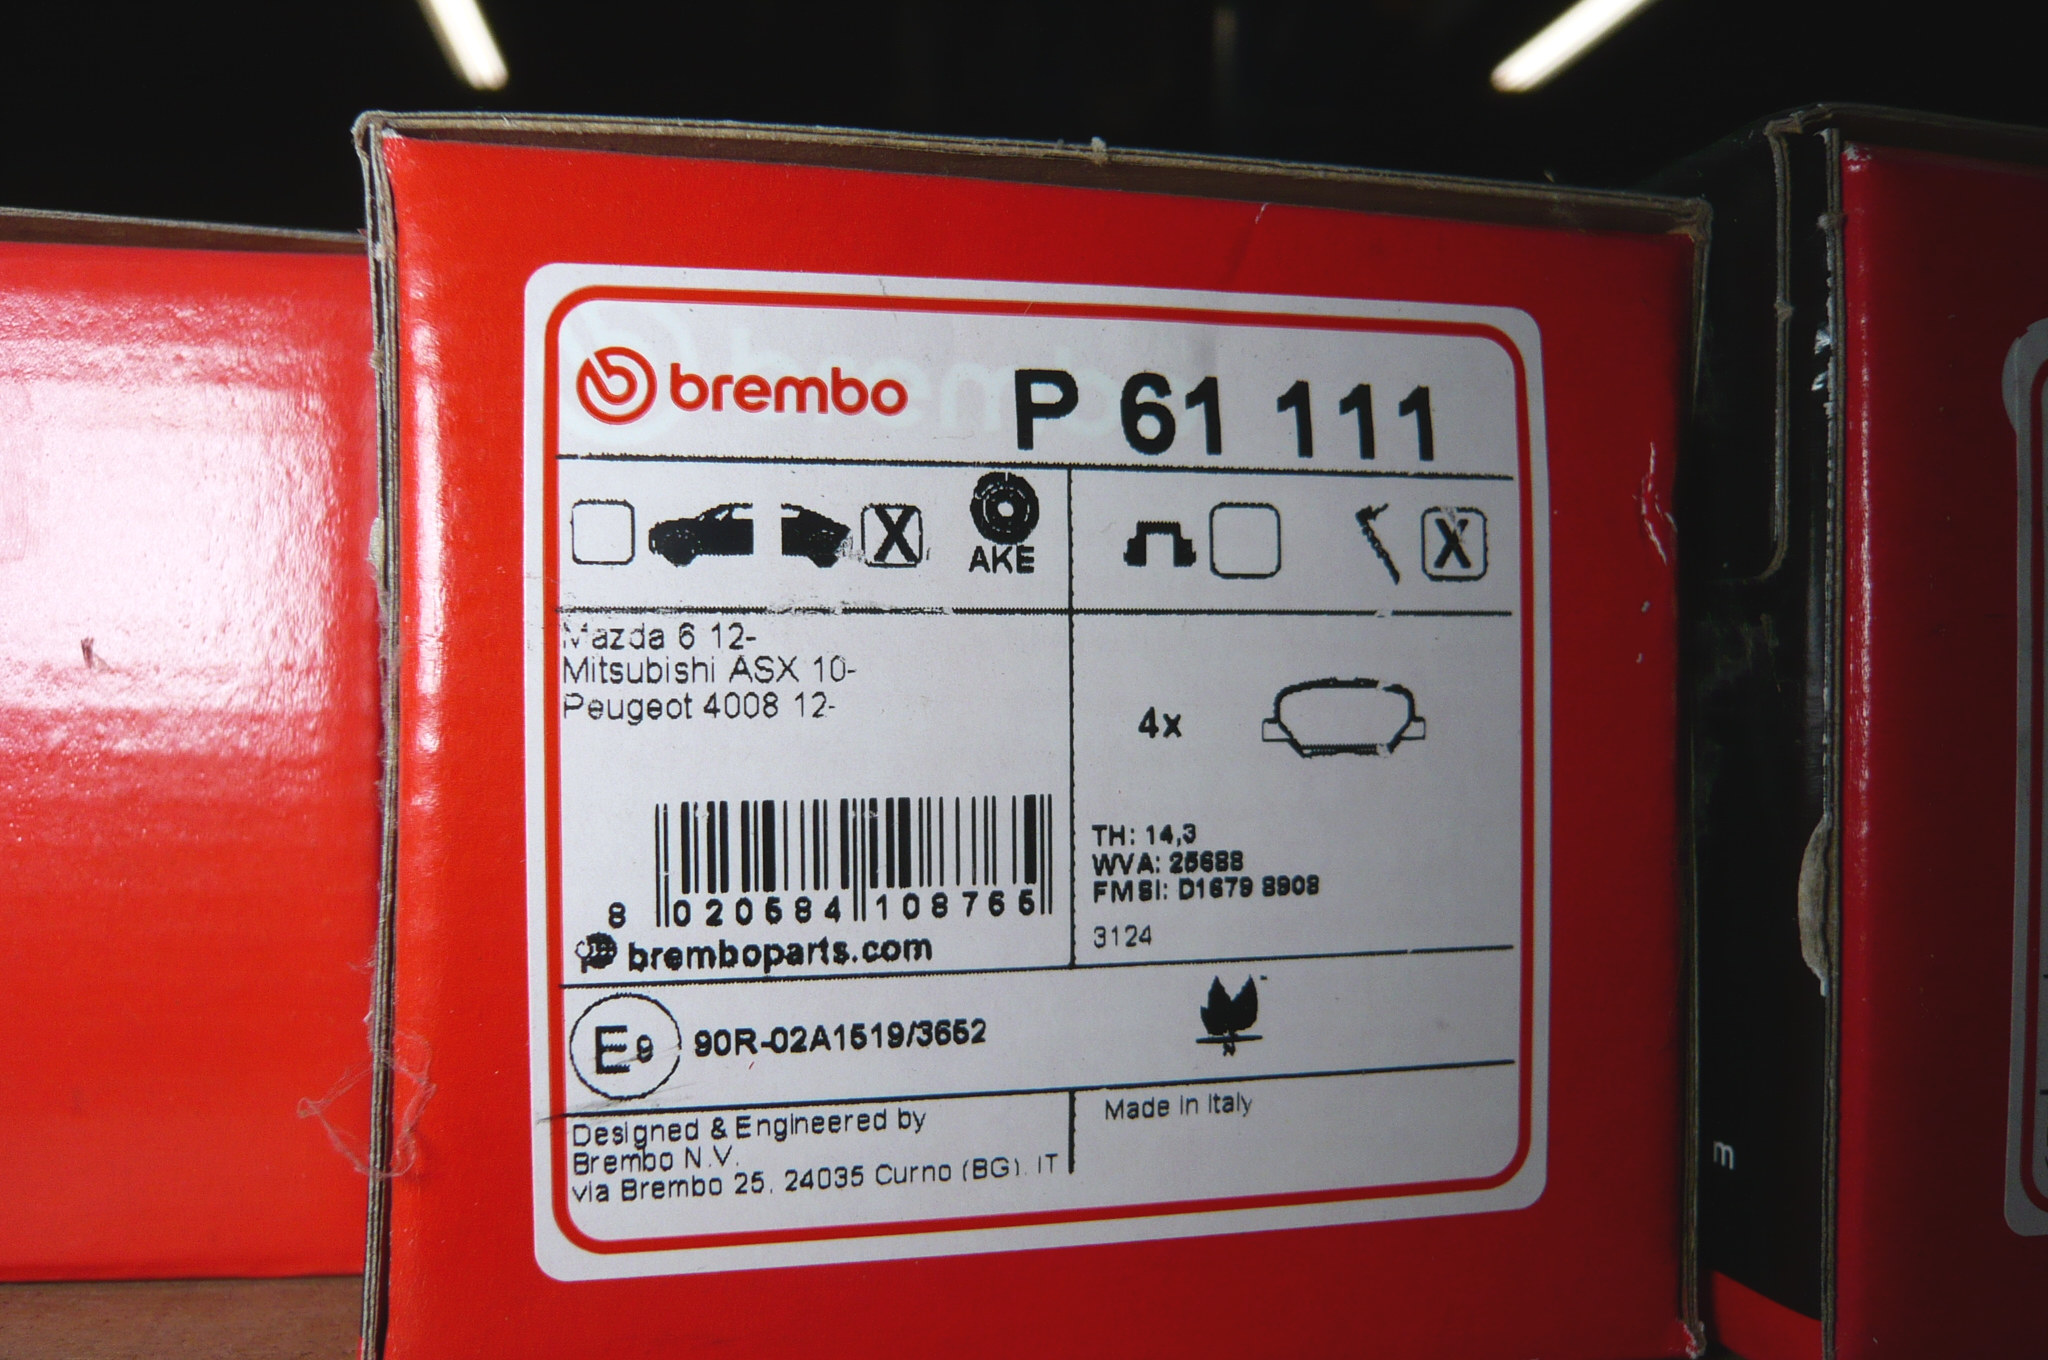 brembo P 61 111
X
AKE
X
Mazda 6 12-
Mitsubishi ASX 10-
Peugeot 4008 12-
4x
TH: 14,3
WVA: 25688
FMSI: D1679 8908
3124
8 020584 108765
bremboparts.com
E9 90R-02A1519/3652
N
Designed & Engineered by
Brembo N.V.
via Brembo 25, 24035 Curno (BG). IT
Made in Italy
m